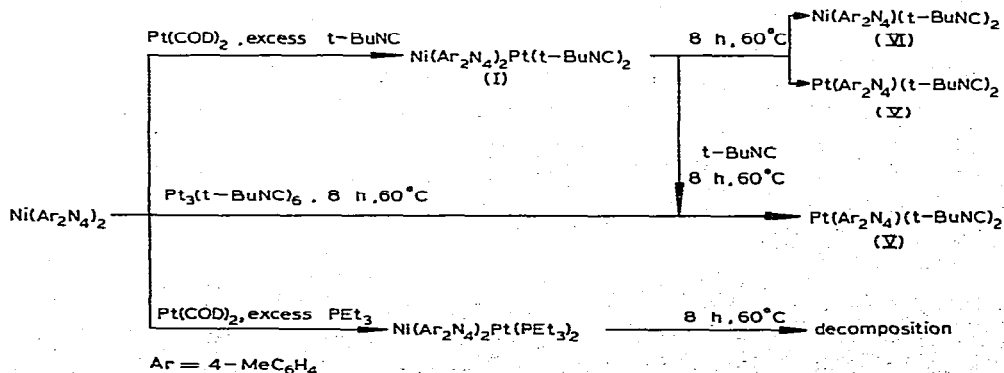 Pt(COD)₂, excess t-BuNC
Ni(Ar₂N₄)₂Pt(t-BuNC)₂
(I)
8 h, 60°C
Ni(Ar₂N₄)(t-BuNC)₂
(VI)
Pt(Ar₂N₄)(t-BuNC)₂
(V)
t-BuNC
8 h, 60°C
Ni(Ar₂N₄)₂
Pt₃(t-BuNC)₆, 8 h, 60°C
Pt(Ar₂N₄)(t-BuNC)₂
(V)
Pt(COD)₂, excess PEt₃
Ni(Ar₂N₄)₂Pt(PEt₃)₂
8 h, 60°C
decomposition
Ar = 4-MeC₆H₄